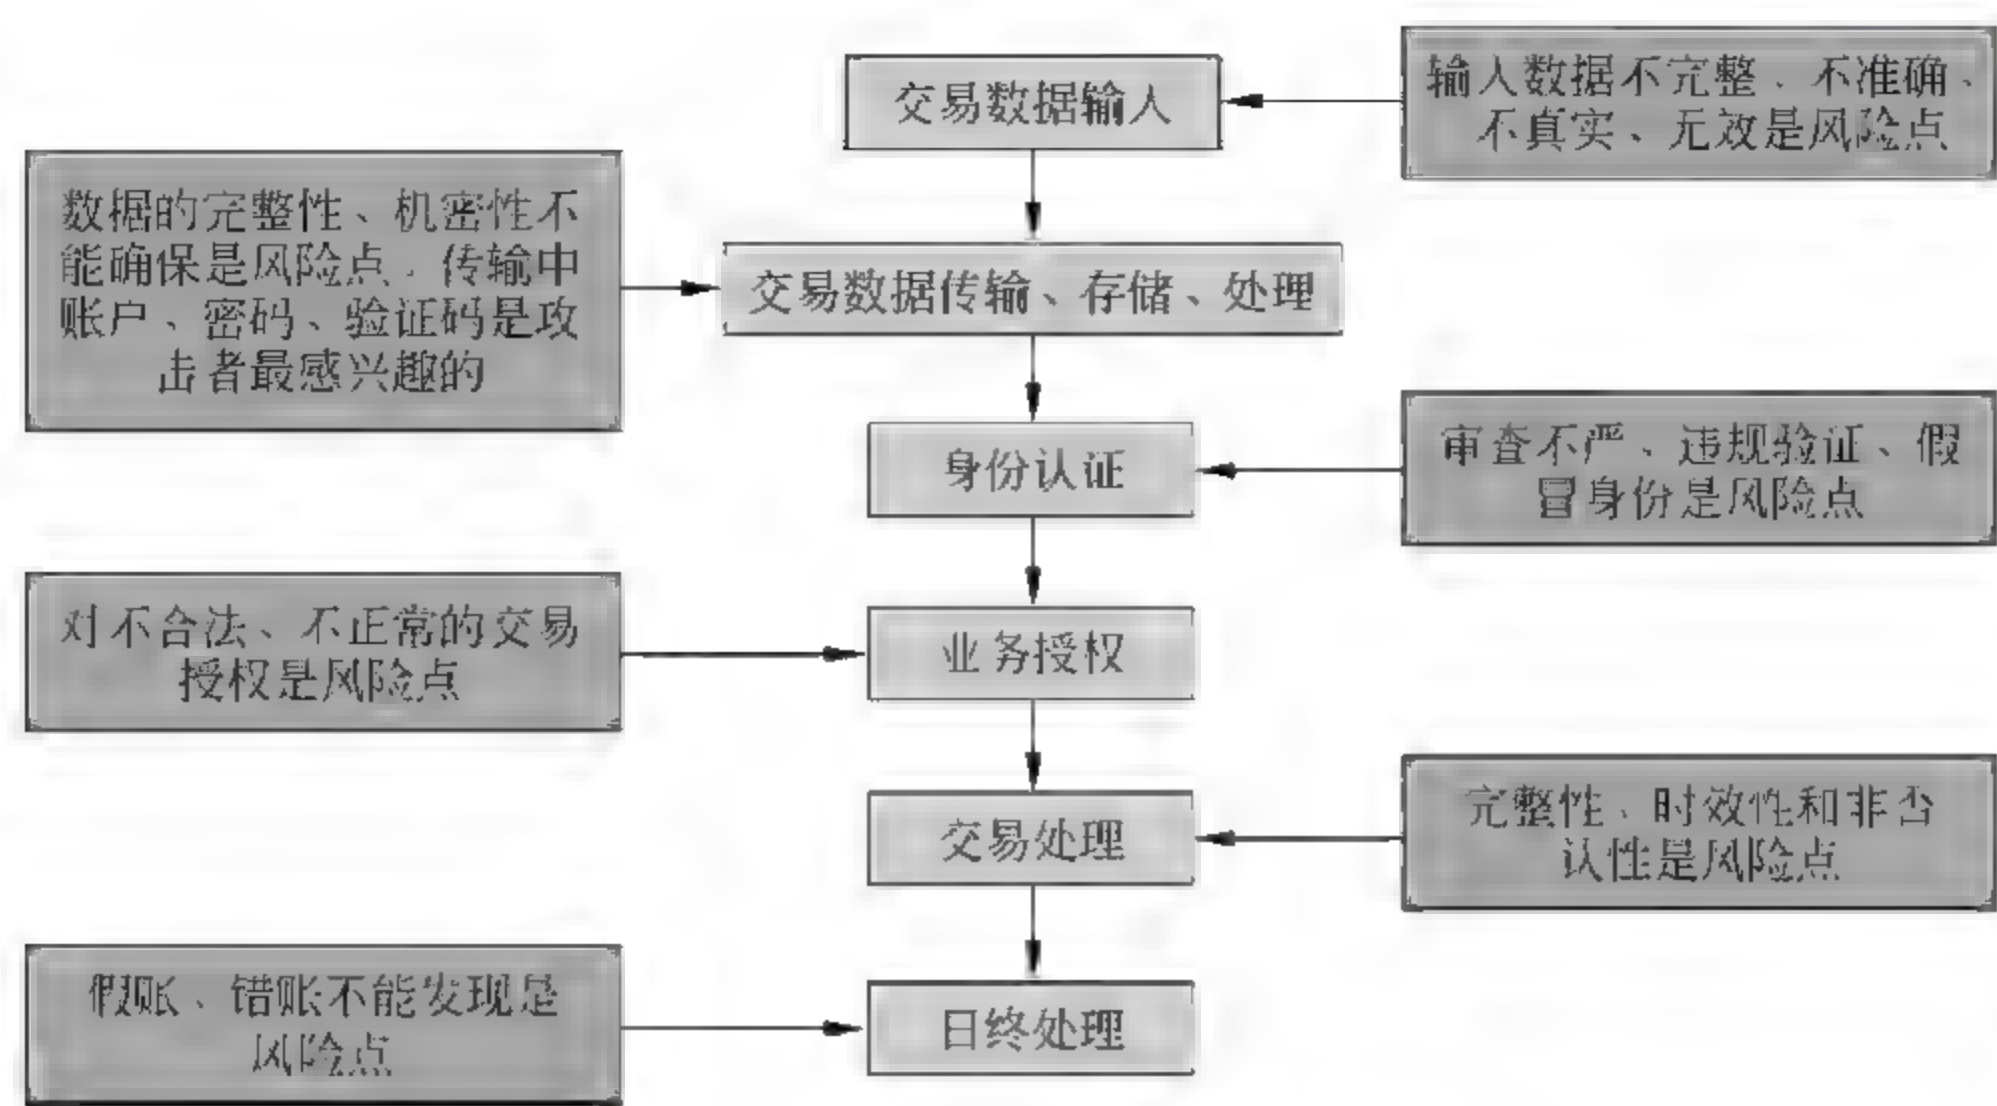 交易数据输入
输入数据不完整、不准确、
不真实、无效是风险点
数据的完整性、机密性不
能确保是风险点，传输中
账户、密码、验证码是攻
击者最感兴趣的
交易数据传输、存储、处理
身份认证
审查不严、违规验证、假
冒身份是风险点
对不合法、不正常的交易
授权是风险点
业务授权
交易处理
完整性、时效性和非否
认性是风险点
假账、错账不能发现是
风险点
日终处理